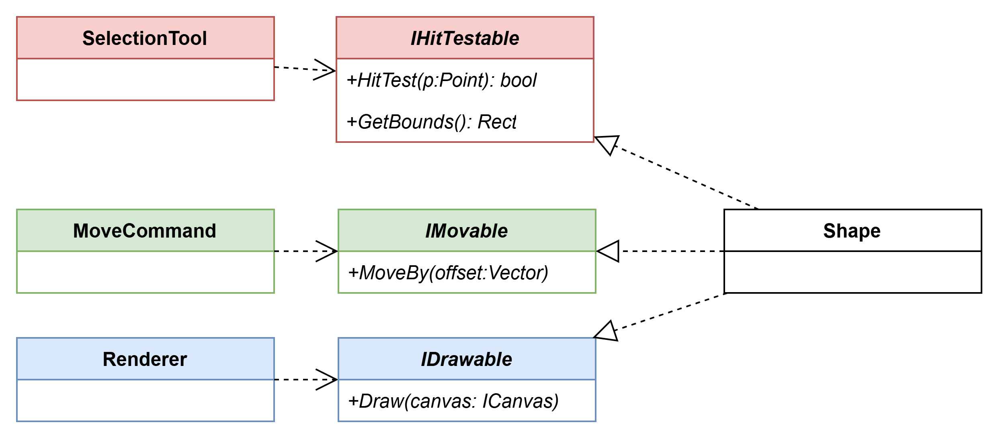 SelectionTool
IHitTestable
+HitTest(p:Point): bool
+GetBounds(): Rect
MoveCommand
IMovable
+MoveBy(offset:Vector)
Shape
Renderer
IDrawable
+Draw(canvas: ICanvas)